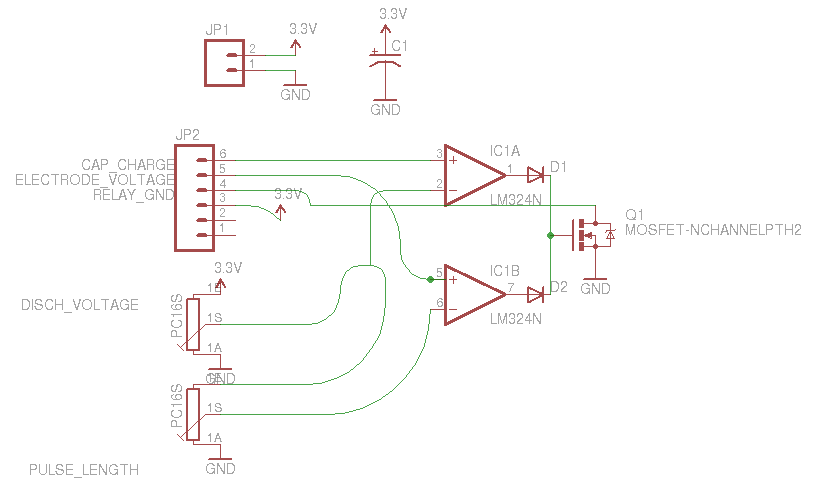 3.3V
JP1
3.3V
2
C1
1
GND
GND
JP2
CAP_CHARGE
6
3
IC1A
ELECTRODE_VOLTAGE
5
1
D1
RELAY_GND
4
3.3V
2
LM324N
3
Q1
2
MOSFET-NCHANNELPTH2
1
3.3V
IC1B
5
GND
1E
7
D2
DISCH_VOLTAGE
PC16S
1S
6
LM324N
1A
GND
PC16S
1S
1A
PULSE_LENGTH
GND